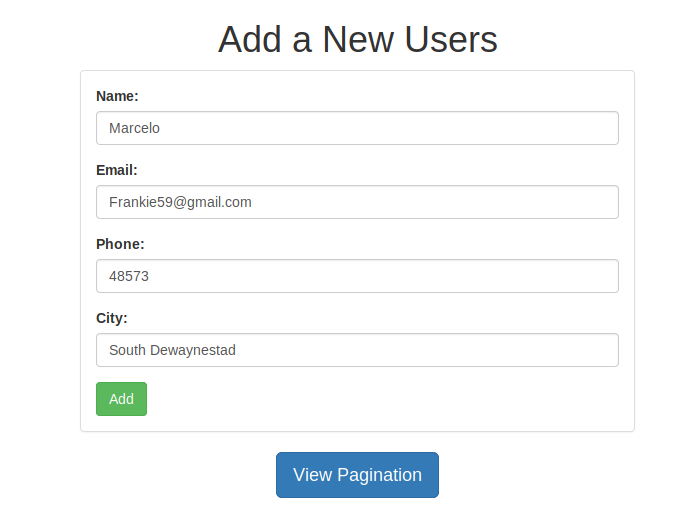 Add a New Users
Name:
Marcelo
Email:
Frankie59@gmail.com
Phone:
48573
City:
South Dewaynestad
Add
View Pagination